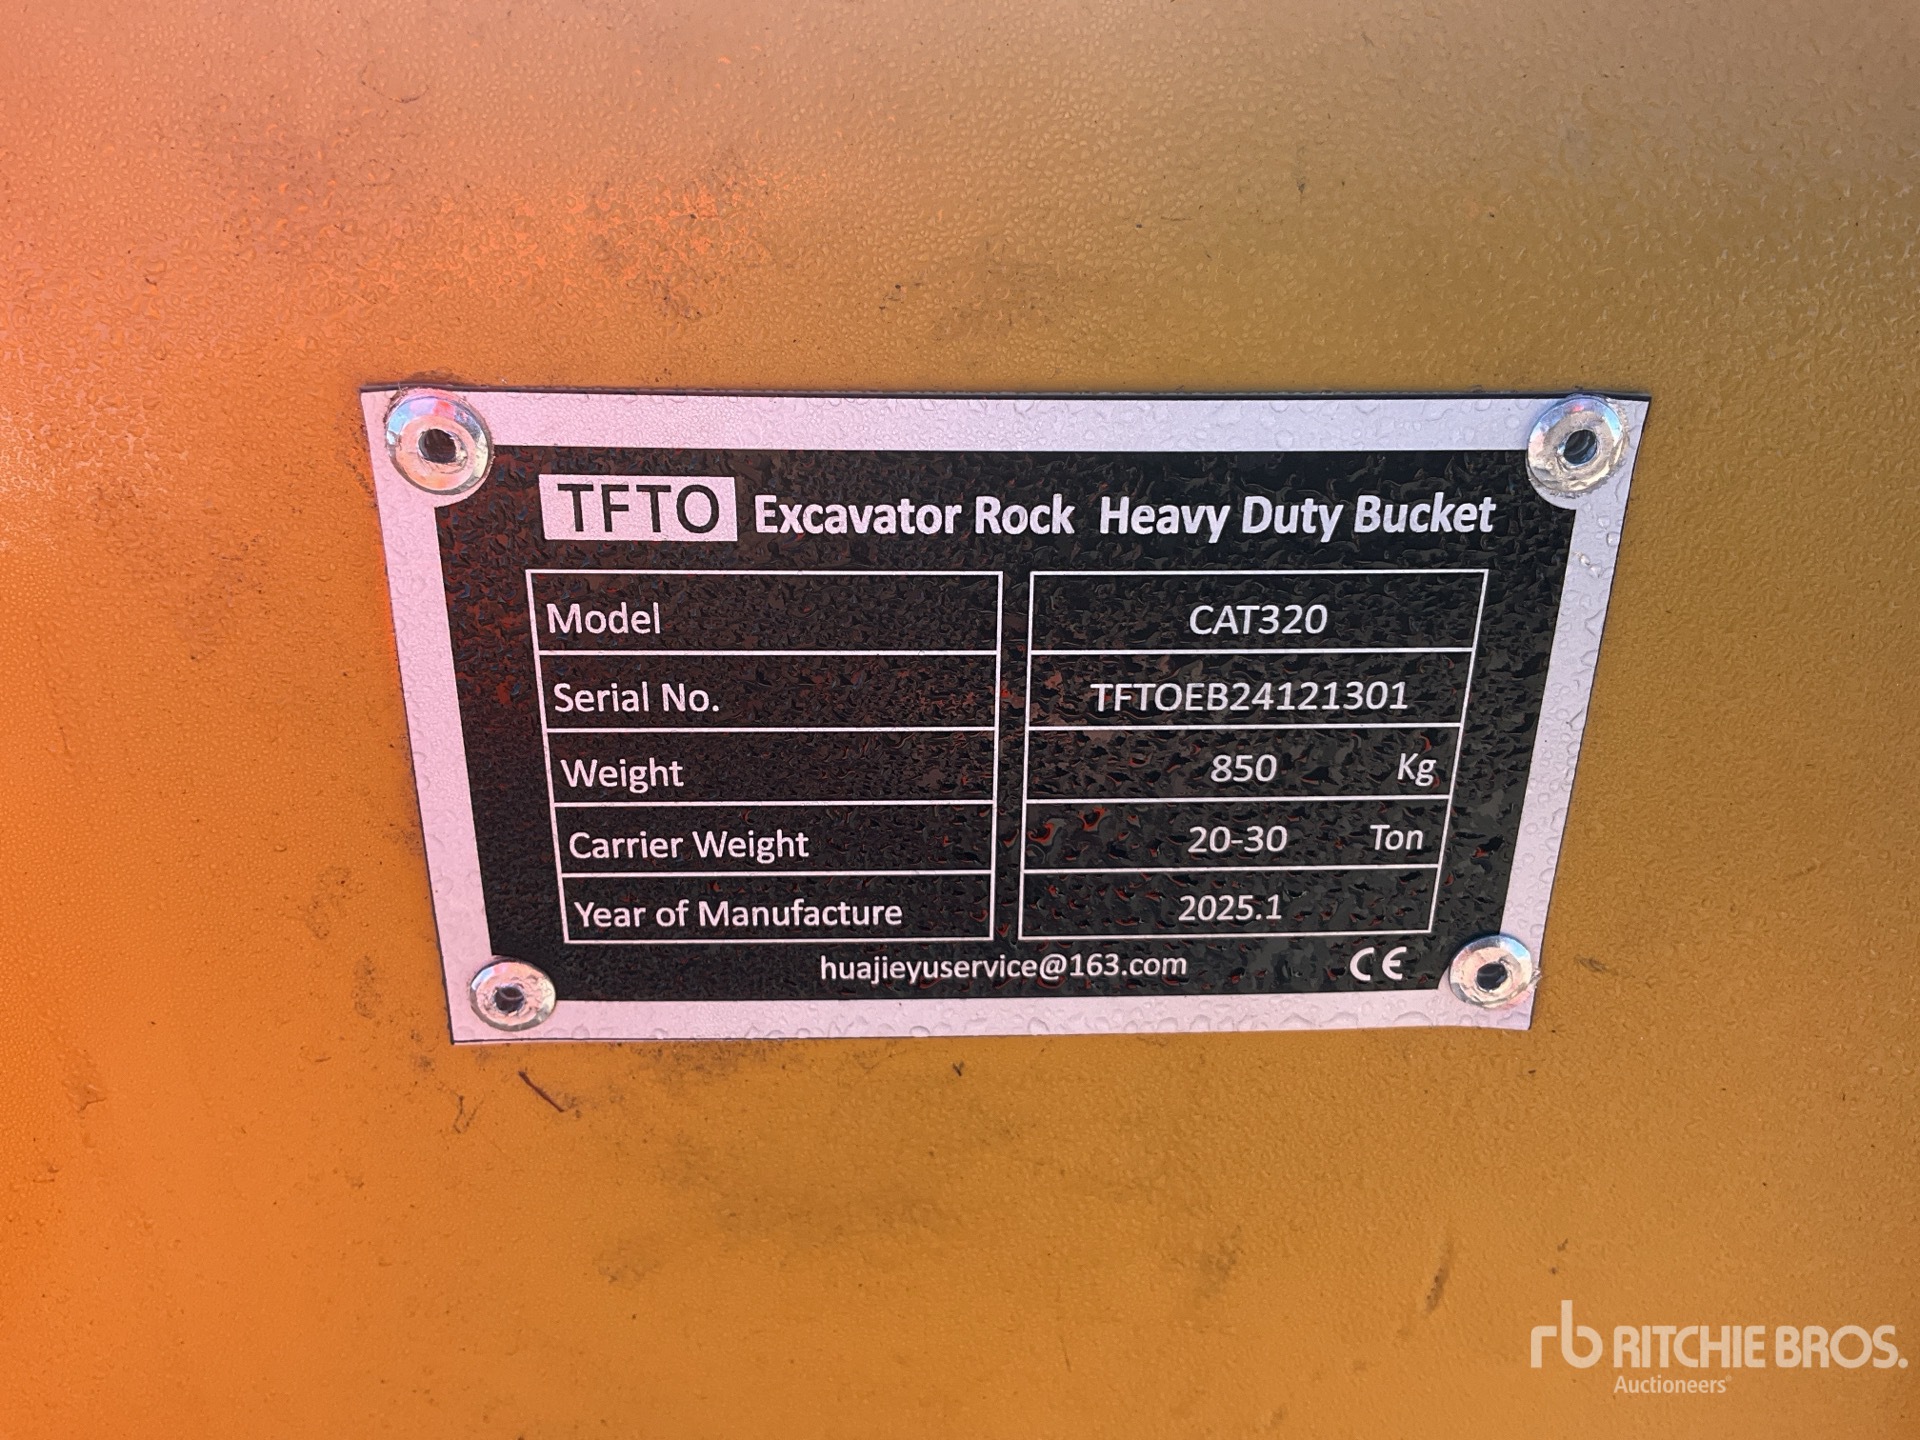 TFTO Excavator Rock Heavy Duty Bucket
Model CAT320
Serial No. TFTOEB24121301
Weight 850 Kg
Carrier Weight 20-30 Ton
Year of Manufacture 2025.1
huajieyuservice@163.com CE
rb RITCHIE BROS.
Auctioneers